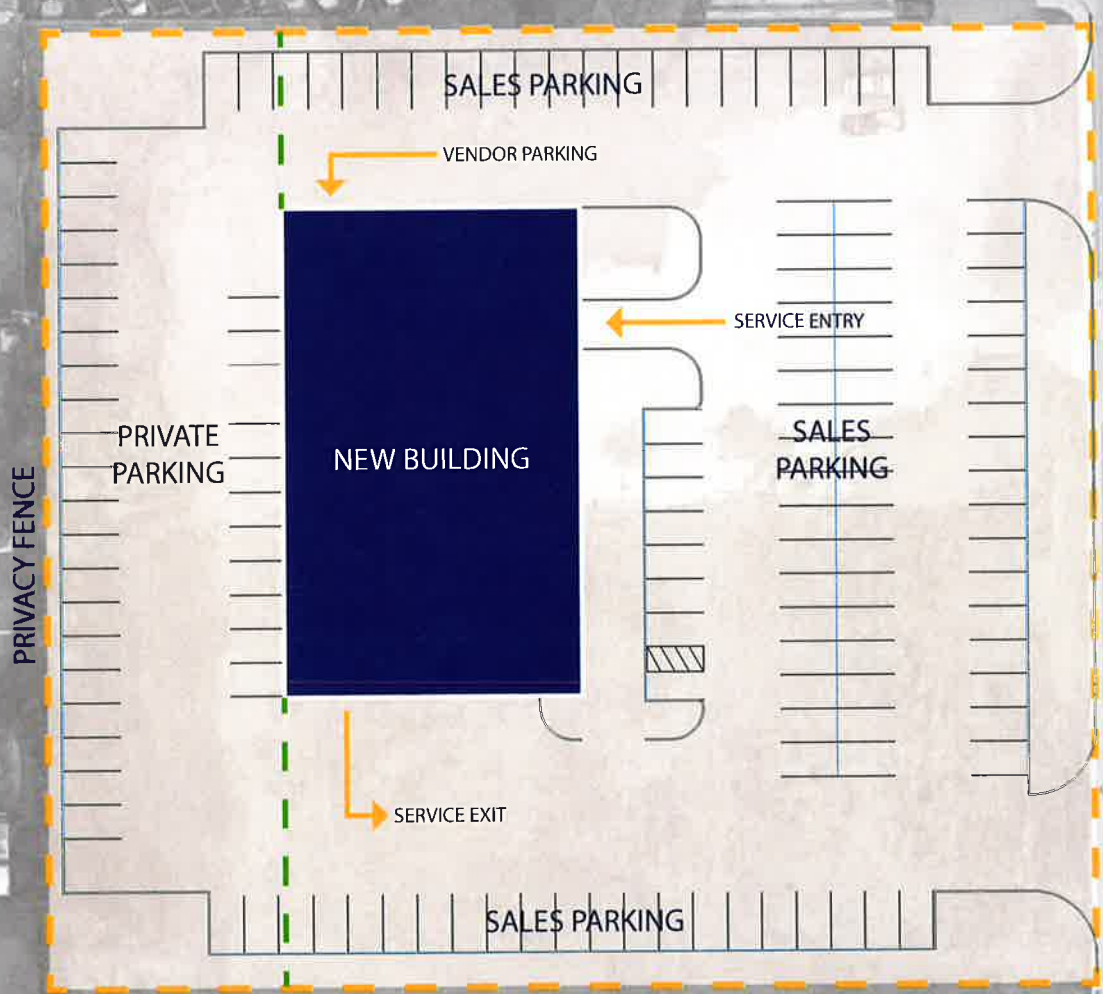 SALES PARKING
VENDOR PARKING
SERVICE ENTRY
PRIVATE
PARKING
NEW BUILDING
SALES
PARKING
PRIVACY FENCE
SERVICE EXIT
SALES PARKING